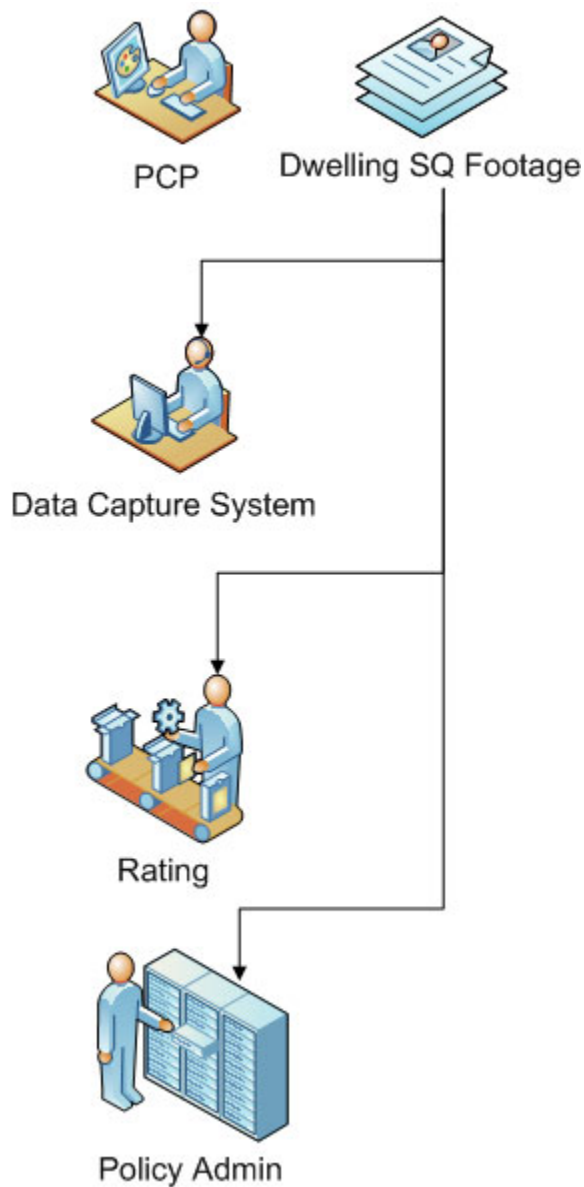 PCP
Dwelling SQ Footage
Data Capture System
Rating
Policy Admin